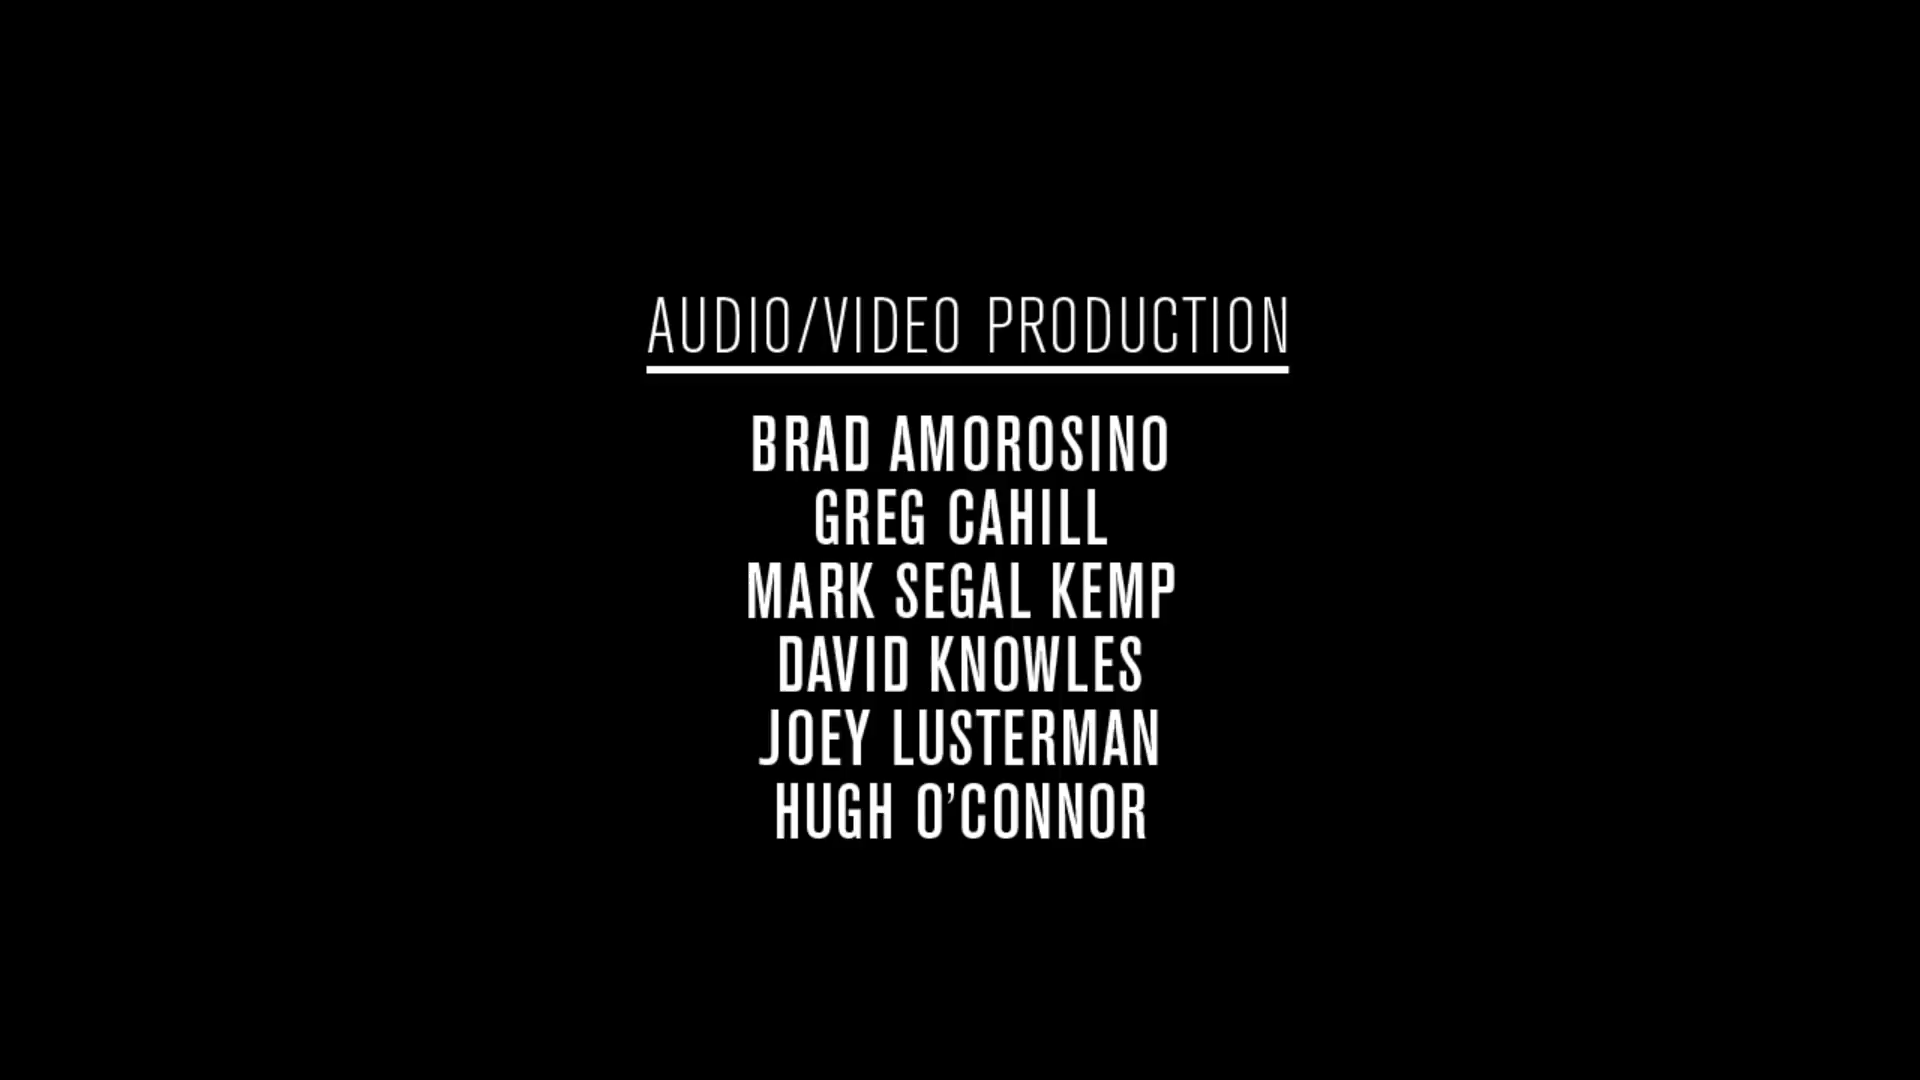 AUDIO/VIDEO PRODUCTION
BRAD AMOROSINO
GREG CAHILL
MARK SEGAL KEMP
DAVID KNOWLES
JOEY LUSTERMAN
HUGH O’CONNOR